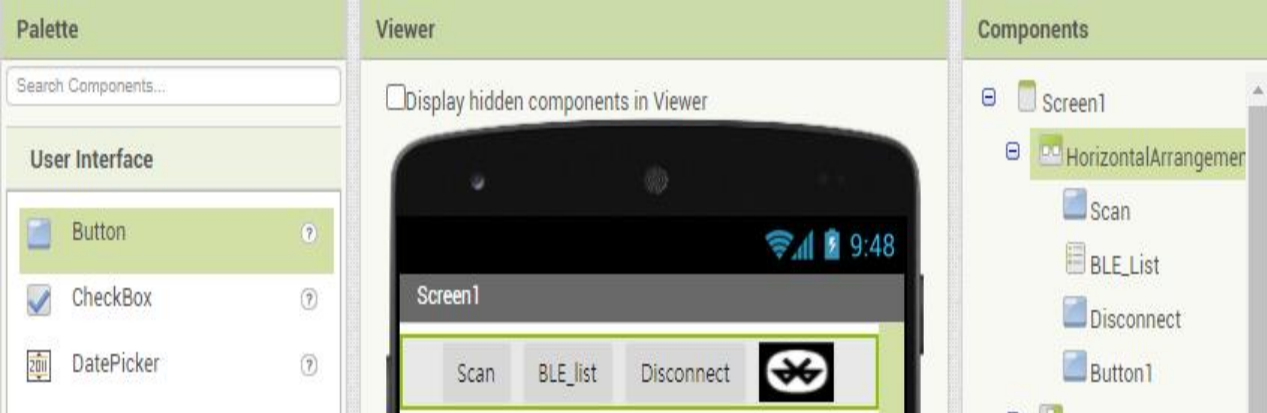 Palette
Search Components...
User Interface
Button
?
CheckBox
?
2011
DatePicker
?
Viewer
Display hidden components in Viewer
9:48
Screen1
Scan
BLE_list
Disconnect
Components
Screen1
HorizontalArrangemen
Scan
BLE_List
Disconnect
Button1